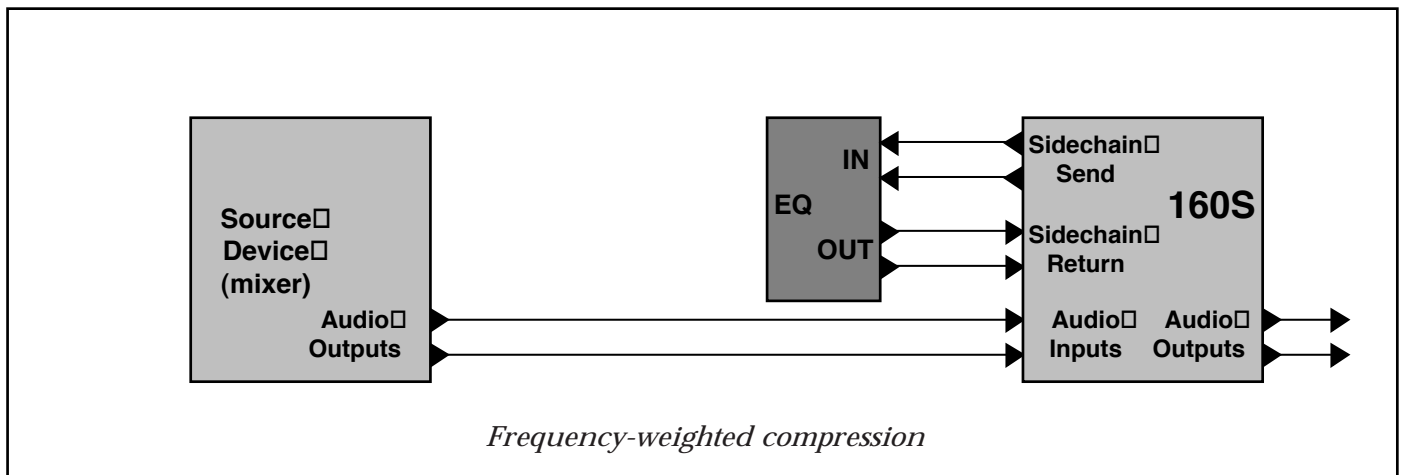 Source
Device
(mixer)
Audio
Outputs
EQ
IN
OUT
Sidechain
Send
160S
Sidechain
Return
Audio
Inputs
Audio
Outputs
Frequency-weighted compression